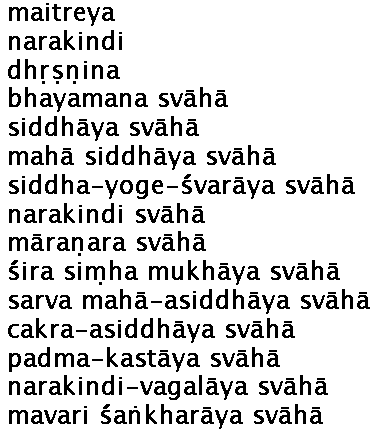 maitreya
narakindi
dhṛṣṇina
bhayamana svāhā
siddhāya svāhā
mahā siddhāya svāhā
siddha-yoge-śvarāya svāhā
narakindi svāhā
māraṇara svāhā
śira siṃha mukhāya svāhā
sarva mahā-asiddhāya svāhā
cakra-asiddhāya svāhā
padma-kastāya svāhā
narakindi-vagalāya svāhā
mavari śaṅkharāya svāhā